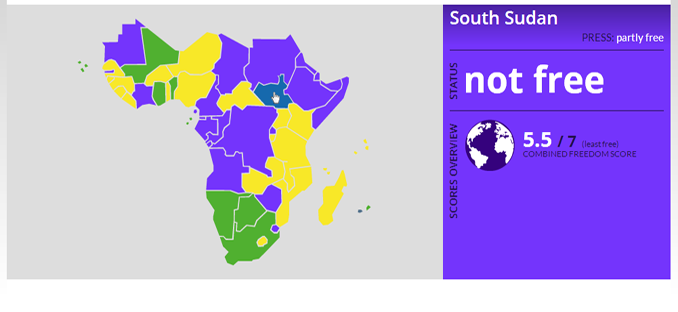 South Sudan
PRESS: partly free
STATUS
not free
SCORES OVERVIEW
5.5 / 7 (least free)
COMBINED FREEDOM SCORE